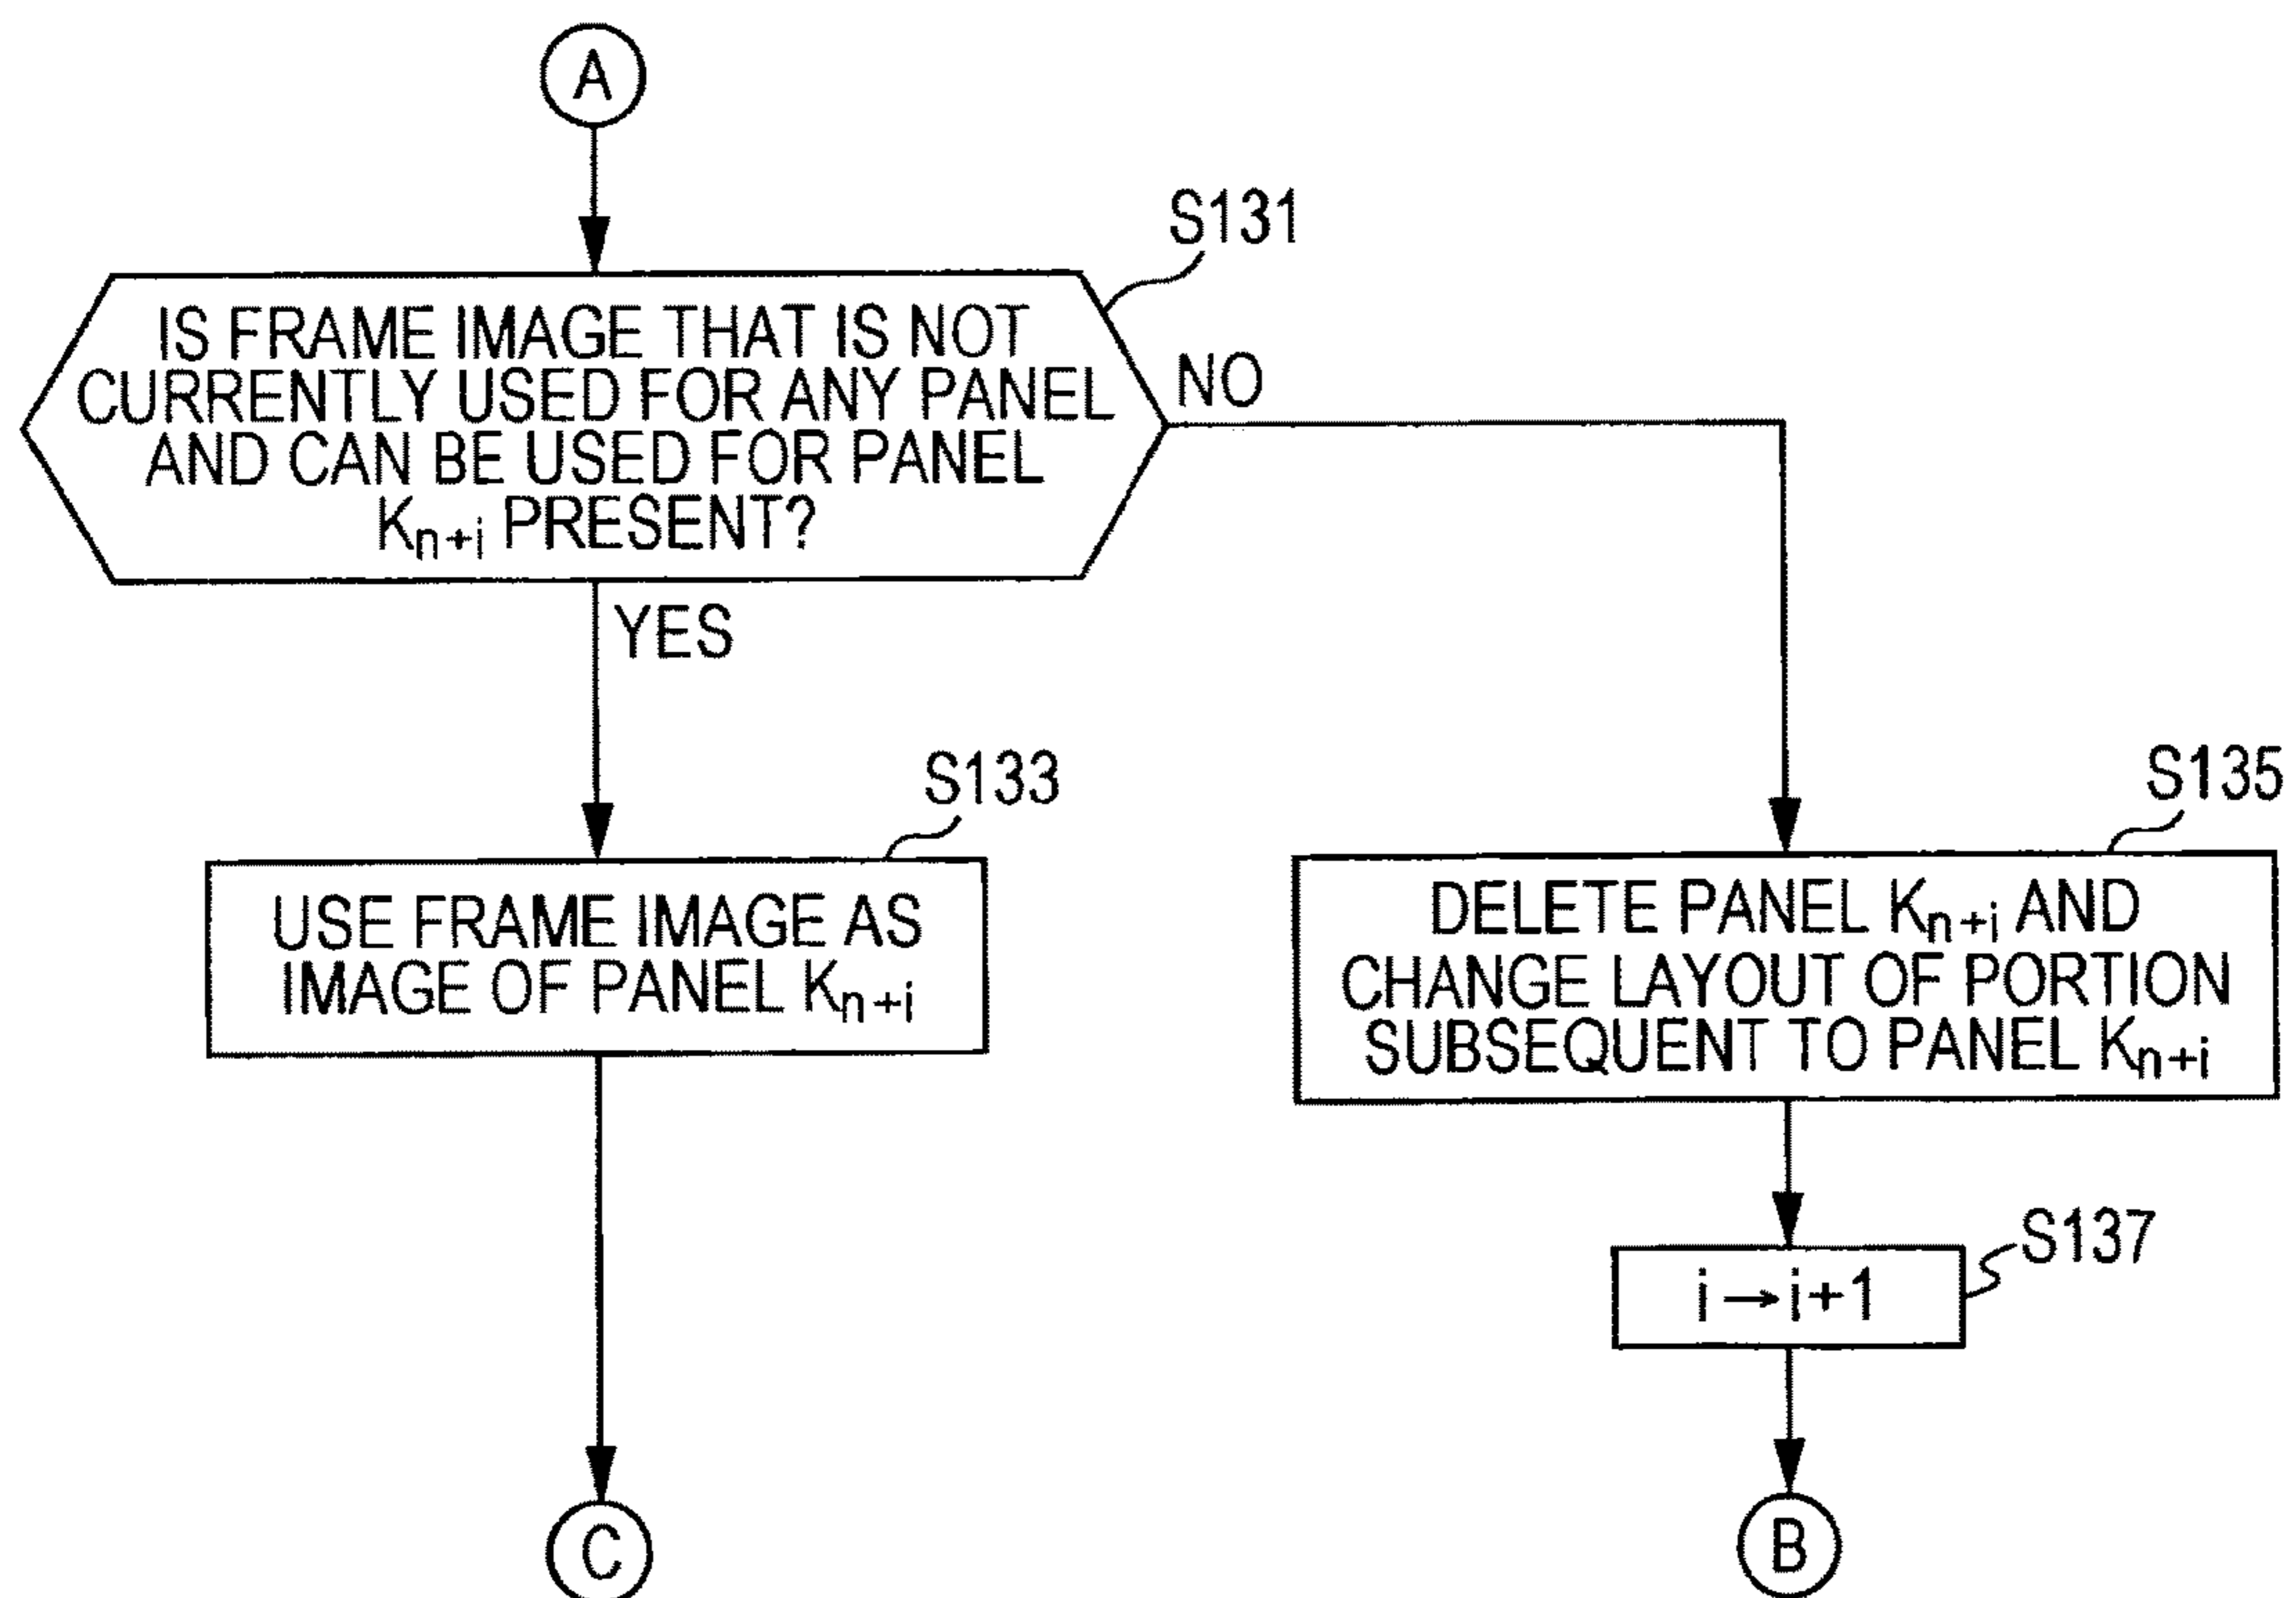 A
S131
IS FRAME IMAGE THAT IS NOT
CURRENTLY USED FOR ANY PANEL
AND CAN BE USED FOR PANEL
Kn+i PRESENT?
NO
YES
S133
USE FRAME IMAGE AS
IMAGE OF PANEL Kn+i
S135
DELETE PANEL Kn+i AND
CHANGE LAYOUT OF PORTION
SUBSEQUENT TO PANEL Kn+i
S137
i→i+1
C
B